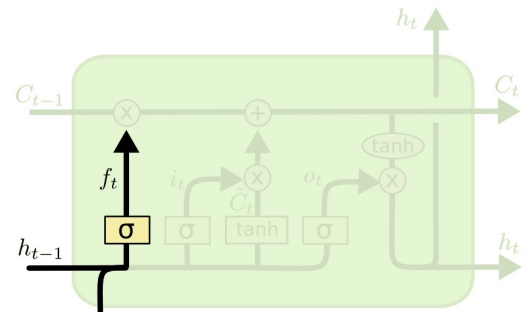 h_t
C_{t-1} x + C_t
tanh
f_t i_t x o_t x
C̃_t
σ σ tanh σ
h_{t-1} h_t